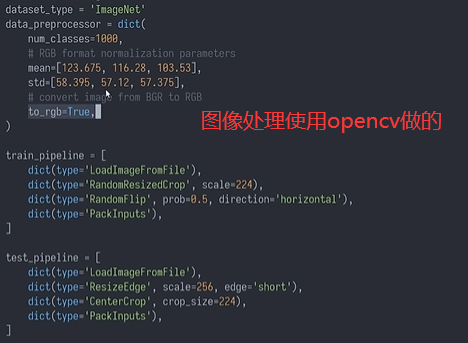 dataset_type = 'ImageNet'
data_preprocessor = dict(
    num_classes=1000,
    # RGB format normalization parameters
    mean=[123.675, 116.28, 103.53],
    std=[58.395, 57.12, 57.375],
    # convert image from BGR to RGB
    to_rgb=True,
图像处理使用opencv做的
)
train_pipeline = [
    dict(type='LoadImageFromFile'),
    dict(type='RandomResizedCrop', scale=224),
    dict(type='RandomFlip', prob=0.5, direction='horizontal'),
    dict(type='PackInputs'),
]
test_pipeline = [
    dict(type='LoadImageFromFile'),
    dict(type='ResizeEdge', scale=256, edge='short'),
    dict(type='CenterCrop', crop_size=224),
    dict(type='PackInputs'),
]